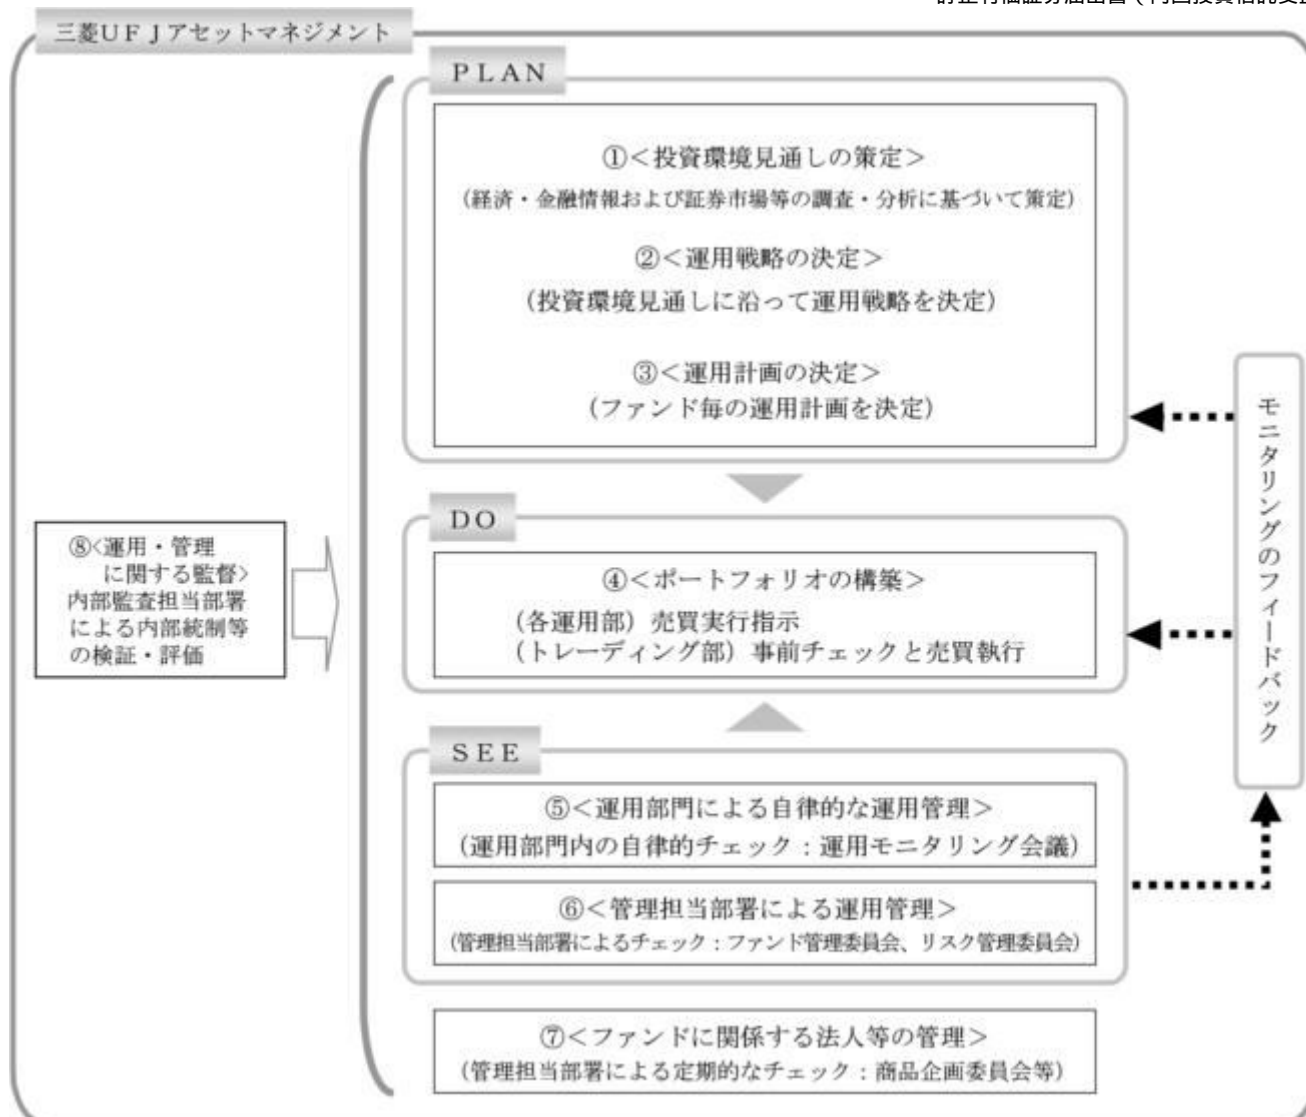 三菱UFJアセットマネジメント
PLAN
①<投資環境見通しの策定>
(経済・金融情報および証券市場等の調査・分析に基づいて策定)
②<運用戦略の決定>
(投資環境見通しに沿って運用戦略を決定)
③<運用計画の決定>
(ファンド毎の運用計画を決定)
DO
④<ポートフォリオの構築>
(各運用部)売買実行指示
(トレーディング部)事前チェックと売買執行
SEE
⑤<運用部門による自律的な運用管理>
(運用部門内の自律的チェック:運用モニタリング会議)
⑥<管理担当部署による運用管理>
(管理担当部署によるチェック:ファンド管理委員会、リスク管理委員会)
⑦<ファンドに関係する法人等の管理>
(管理担当部署による定期的なチェック:商品企画委員会等)
⑧<運用・管理
に関する監督>
内部監査担当部署
による内部統制等
の検証・評価
モニタリングのフィードバック